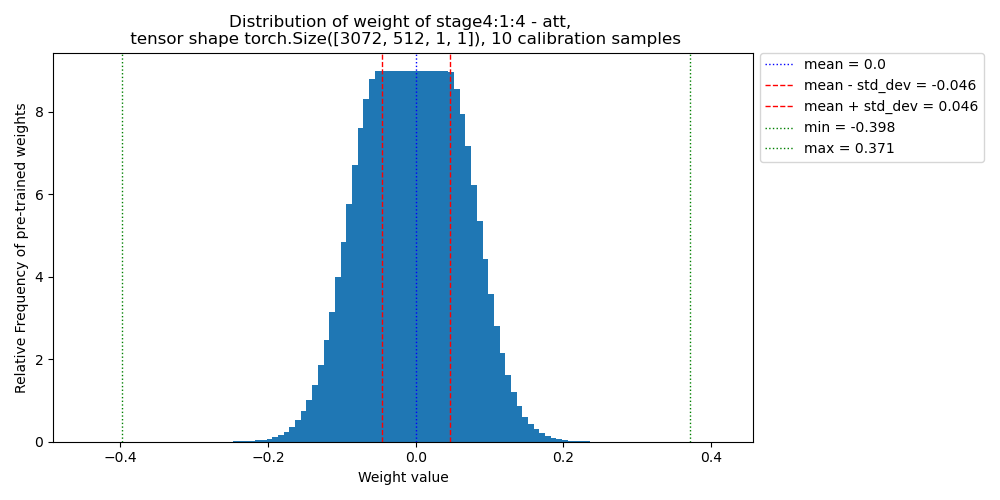 Distribution of weight of stage4:1:4 - att,
tensor shape torch.Size([3072, 512, 1, 1]), 10 calibration samples
mean = 0.0
mean - std_dev = -0.046
mean + std_dev = 0.046
min = -0.398
max = 0.371
Relative Frequency of pre-trained weights
8
6
4
2
0
−0.4
−0.2
0.0
0.2
0.4
Weight value